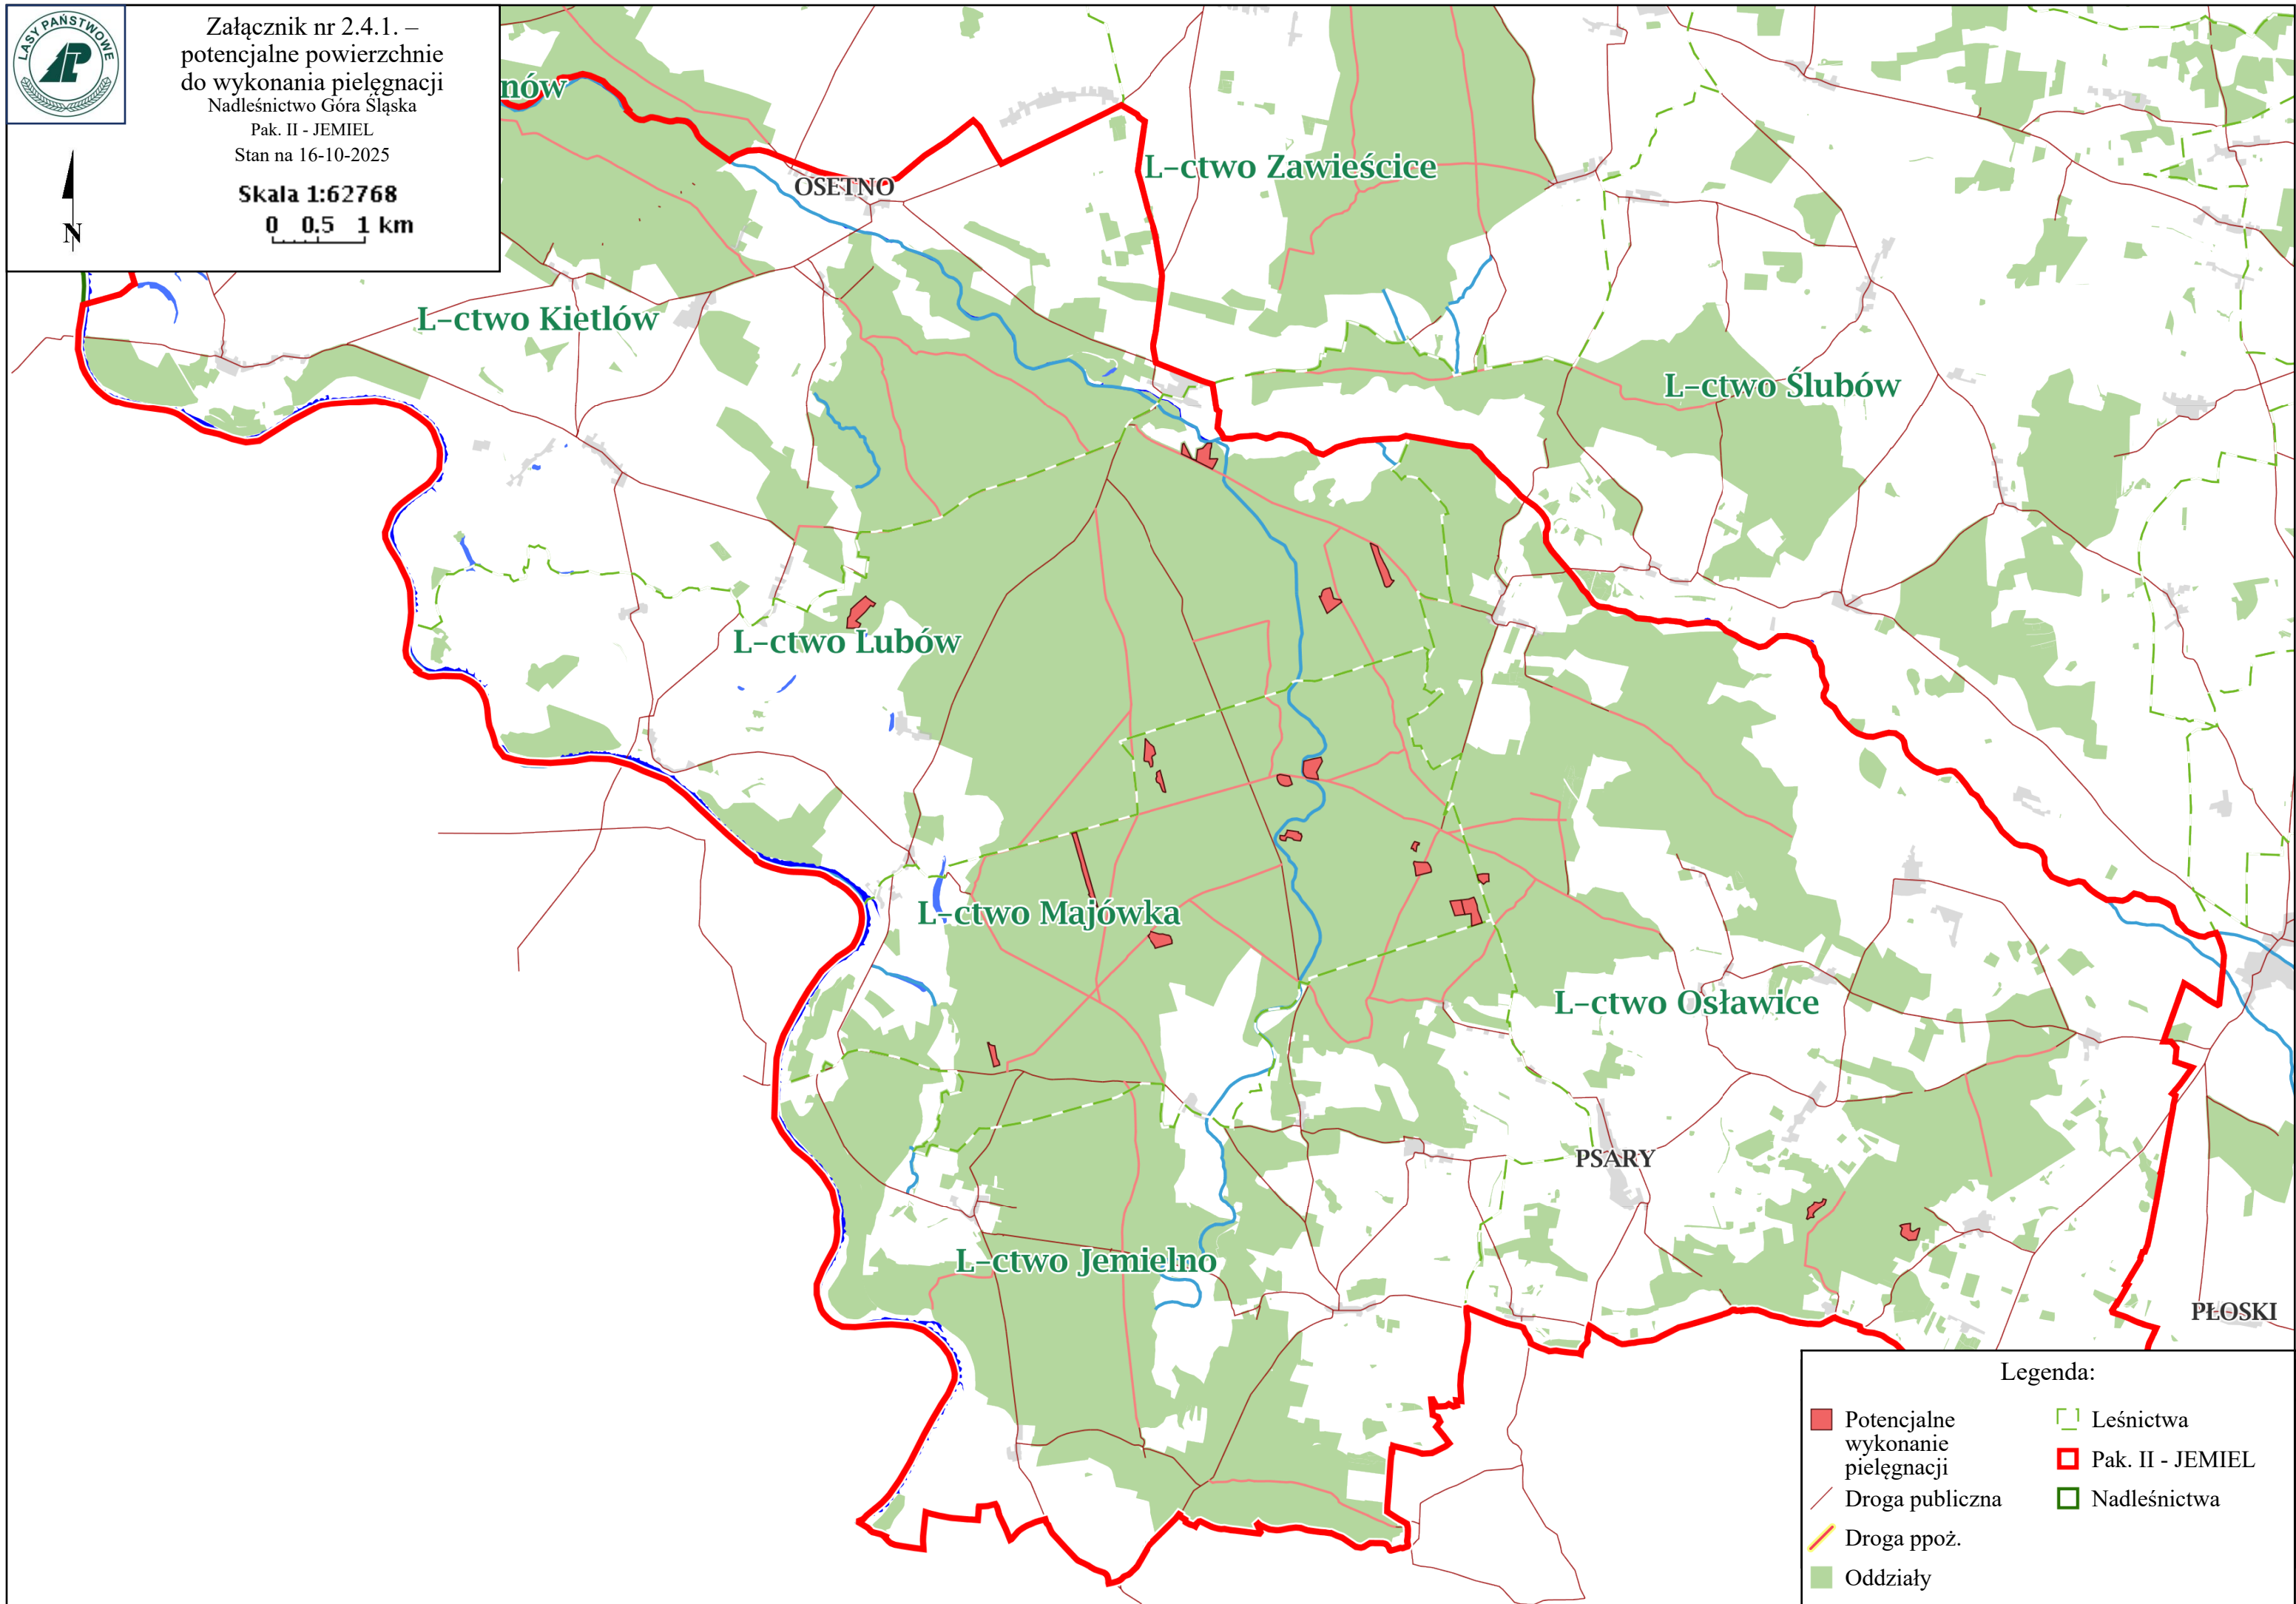 LASY PAŃSTWOWE
Załącznik nr 2.4.1. –
potencjalne powierzchnie
do wykonania pielęgnacji
Nadleśnictwo Góra Śląska
Pak. II - JEMIEL
Stan na 16-10-2025
Skala 1:62768
0 0.5 1 km
N
nów
OSETNO
L-ctwo Zawieścice
L-ctwo Kietlów
L-ctwo Ślubów
L-ctwo Lubów
L-ctwo Majówka
L-ctwo Osławice
PSARY
L-ctwo Jemielno
PŁOSKI
Legenda:
Potencjalne
wykonanie
pielęgnacji
Droga publiczna
Droga ppoż.
Oddziały
Leśnictwa
Pak. II - JEMIEL
Nadleśnictwa